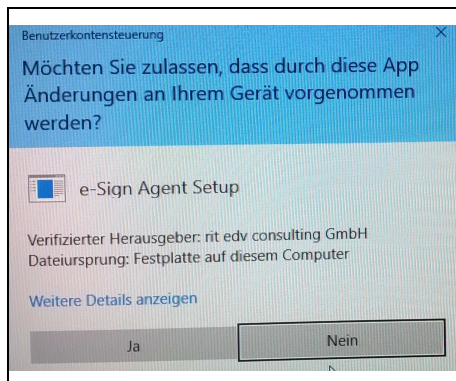 Benutzerkontensteuerung
Möchten Sie zulassen, dass durch diese App
Änderungen an Ihrem Gerät vorgenommen
werden?
e-Sign Agent Setup
Verifizierter Herausgeber: rit edv consulting GmbH
Dateiursprung: Festplatte auf diesem Computer
Weitere Details anzeigen
Ja Nein